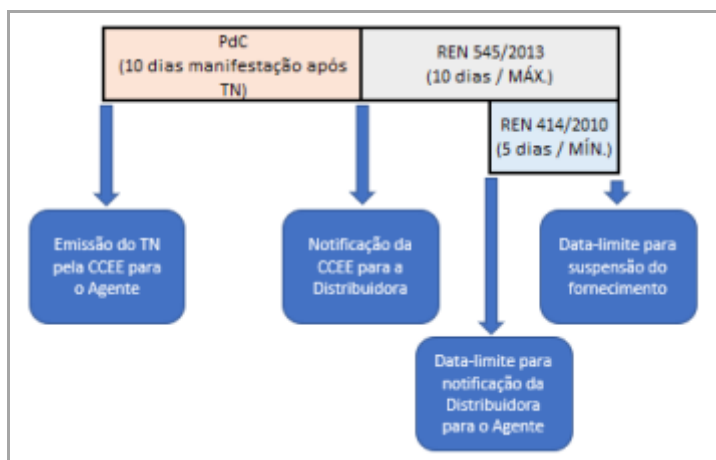 PdC
(10 dias manifestação após
TN)
REN 545/2013
(10 dias / MÁX.)
REN 414/2010
(5 dias / MÍN.)
Emissão do TN
pela CCEE para
o Agente
Notificação da
CCEE para a
Distribuidora
Data-limite para
suspensão do
fornecimento
Data-limite para
notificação da
Distribuidora
para o Agente